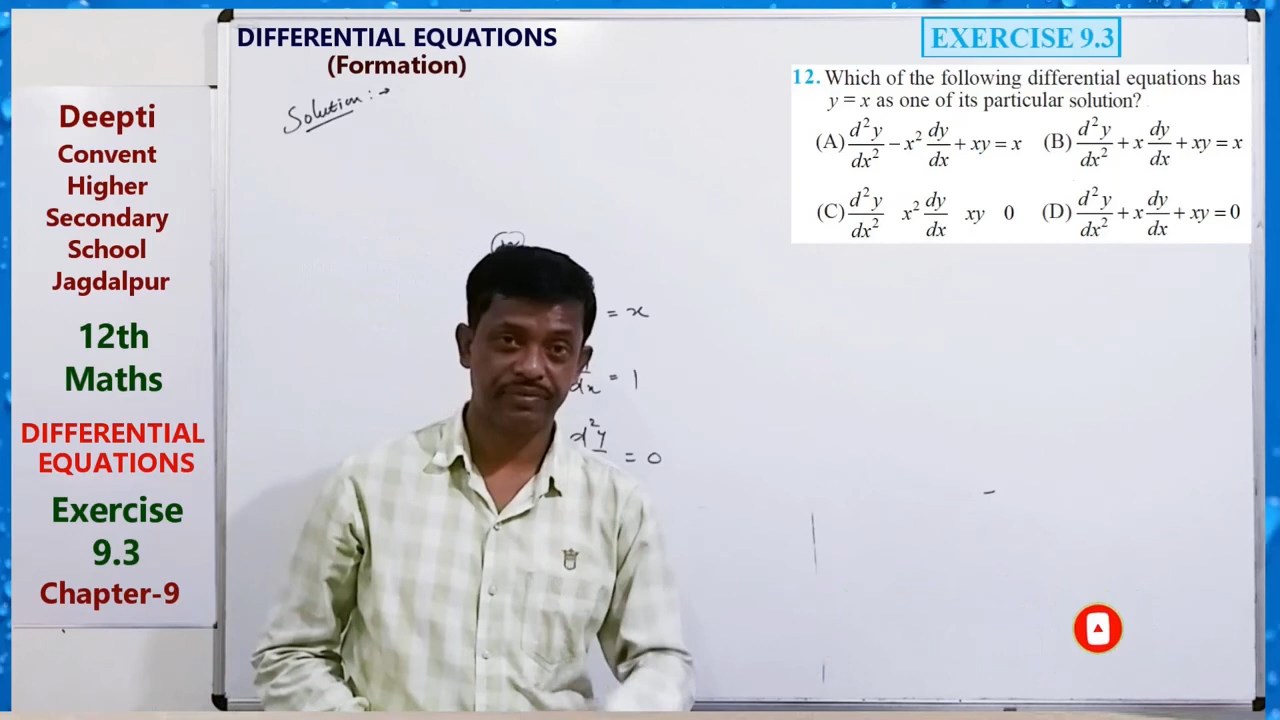 DIFFERENTIAL EQUATIONS
(Formation)
EXERCISE 9.3
12. Which of the following differential equations has
y = x as one of its particular solution?
(A) d²y/dx² − x² dy/dx + xy = x (B) d²y/dx² + x dy/dx + xy = x
(C) d²y/dx² x² dy/dx xy 0 (D) d²y/dx² + x dy/dx + xy = 0
Deepti
Convent
Higher
Secondary
School
Jagdalpur
12th
Maths
DIFFERENTIAL
EQUATIONS
Exercise
9.3
Chapter-9
Solution:→
= x
dx = 1
d²y = 0